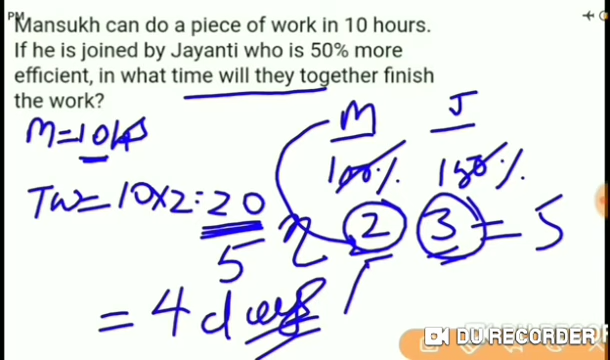 PM
Mansukh can do a piece of work in 10 hours.
If he is joined by Jayanti who is 50% more
efficient, in what time will they together finish
the work?
M J
M=10
100% 150%
TW=10×2=20
5
η 2 3 = 5
= 4 days
DU RECORDER